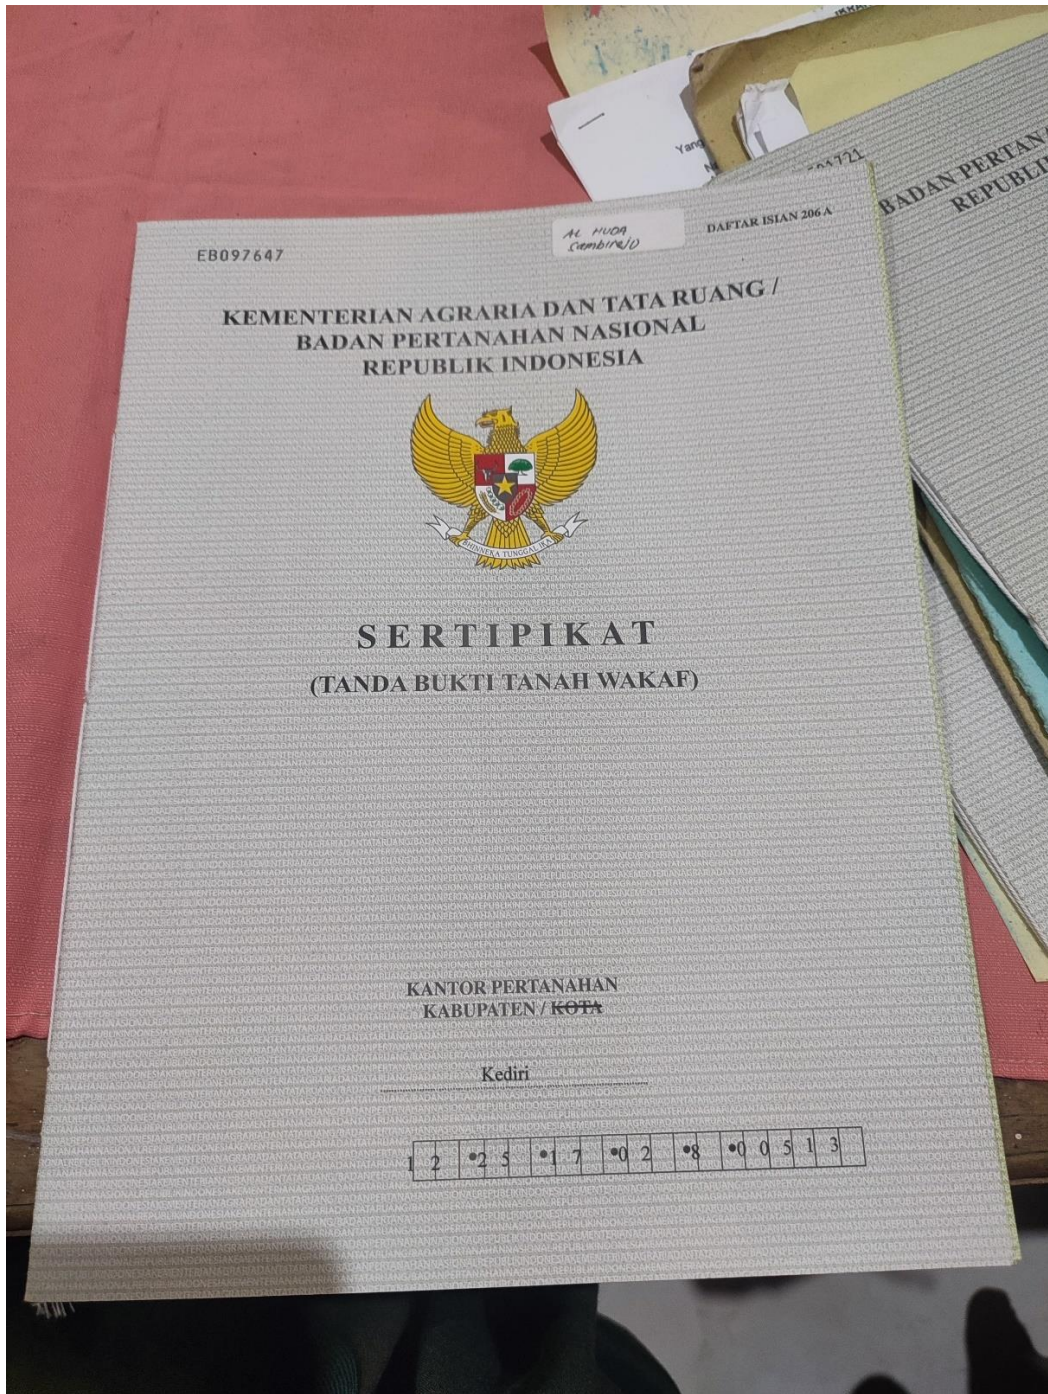 EB097647
AL HUDA
Sambirejo
DAFTAR ISIAN 206 A
KEMENTERIAN AGRARIA DAN TATA RUANG /
BADAN PERTANAHAN NASIONAL
REPUBLIK INDONESIA
BHINNEKA TUNGGAL IKA
SERTIPIKAT
(TANDA BUKTI TANAH WAKAF)
KANTOR PERTANAHAN
KABUPATEN / KOTA
Kediri
1 2 •2 5 •1 7 •0 2 •8 •0 0 5 1 3
Yang
BADAN PERTAN
REPUBLI